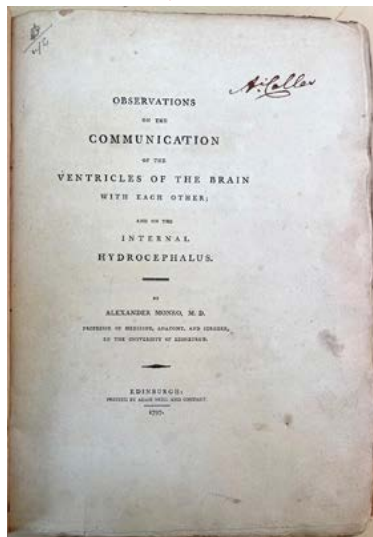 OBSERVATIONS
ON THE
COMMUNICATION
OF THE
VENTRICLES OF THE BRAIN
WITH EACH OTHER;
AND ON THE
INTERNAL
HYDROCEPHALUS.
BY
ALEXANDER MONRO, M. D.
PROFESSOR OF MEDICINE, ANATOMY, AND SURGERY,
IN THE UNIVERSITY OF EDINBURGH.
EDINBURGH:
PRINTED BY ADAM NEILL AND COMPANY.
1797.